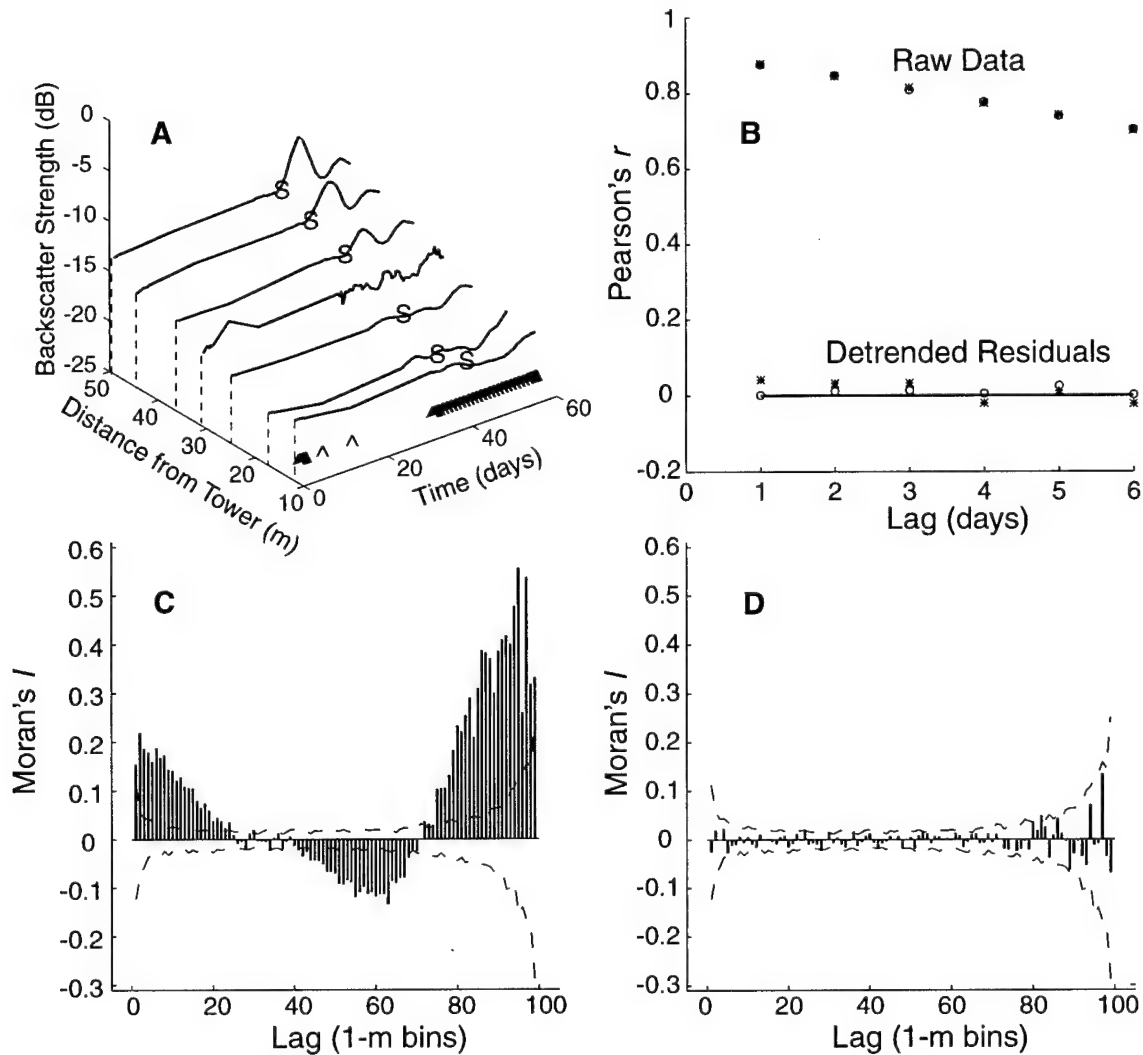 A
Backscatter Strength (dB)
0
-5
-10
-15
-20
-25
S
S
S
S
S
S
50
40
30
20
10
Distance from Tower (m)
0
20
40
60
Time (days)
^ ^
B
Pearson's r
1
0.8
0.6
0.4
0.2
0
-0.2
Raw Data
Detrended Residuals
0 1 2 3 4 5 6
Lag (days)
C
Moran's I
0.6
0.5
0.4
0.3
0.2
0.1
0
-0.1
-0.2
-0.3
0 20 40 60 80 100
Lag (1-m bins)
D
Moran's I
0.6
0.5
0.4
0.3
0.2
0.1
0
-0.1
-0.2
-0.3
0 20 40 60 80 100
Lag (1-m bins)